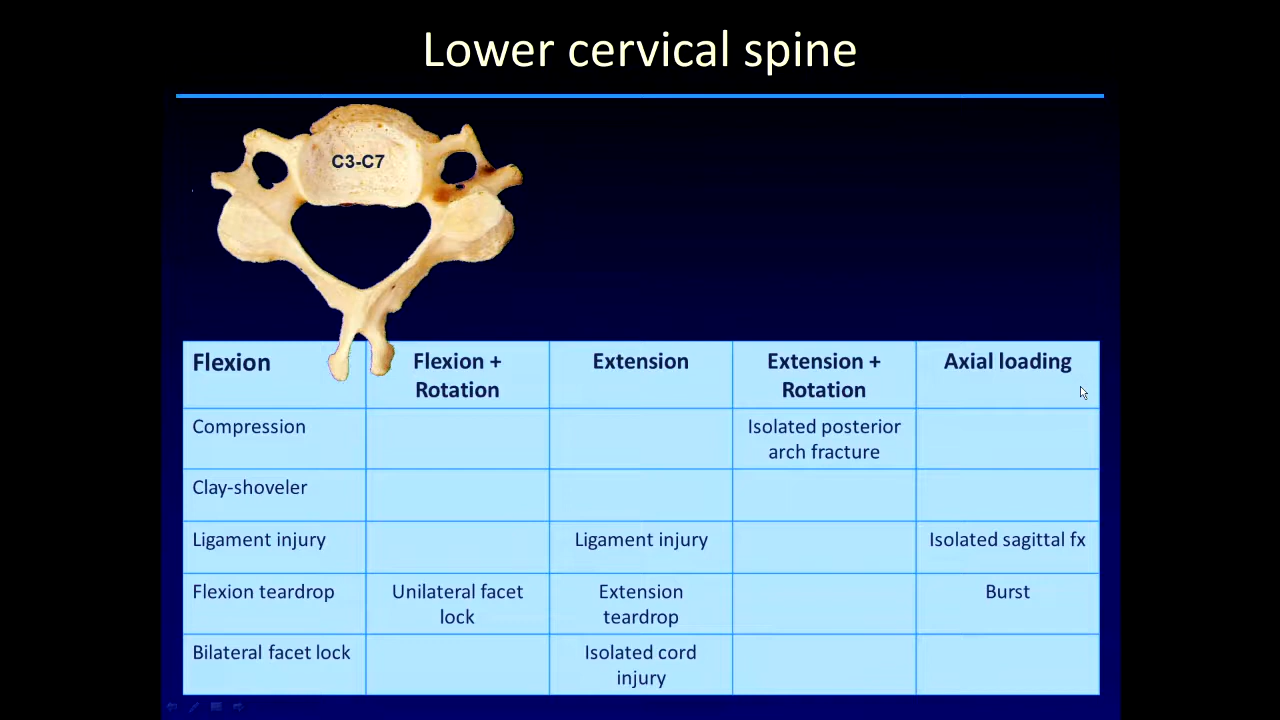 Lower cervical spine
C3-C7
Flexion
Flexion +
Rotation
Extension
Extension +
Rotation
Axial loading
Compression
Isolated posterior
arch fracture
Clay-shoveler
Ligament injury
Ligament injury
Isolated sagittal fx
Flexion teardrop
Unilateral facet
lock
Extension
teardrop
Burst
Bilateral facet lock
Isolated cord
injury